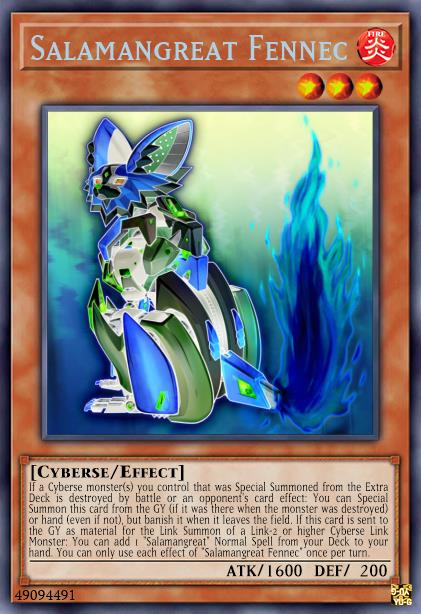 Salamangreat Fennec
FIRE
炎
[Cyberse/Effect]
If a Cyberse monster(s) you control that was Special Summoned from the Extra
Deck is destroyed by battle or an opponent's card effect: You can Special
Summon this card from the GY (if it was there when the monster was destroyed)
or hand (even if not), but banish it when it leaves the field. If this card is sent to
the GY as material for the Link Summon of a Link-2 or higher Cyberse Link
Monster: You can add 1 "Salamangreat" Normal Spell from your Deck to your
hand. You can only use each effect of "Salamangreat Fennec" once per turn.
ATK/1600 DEF/ 200
49094491